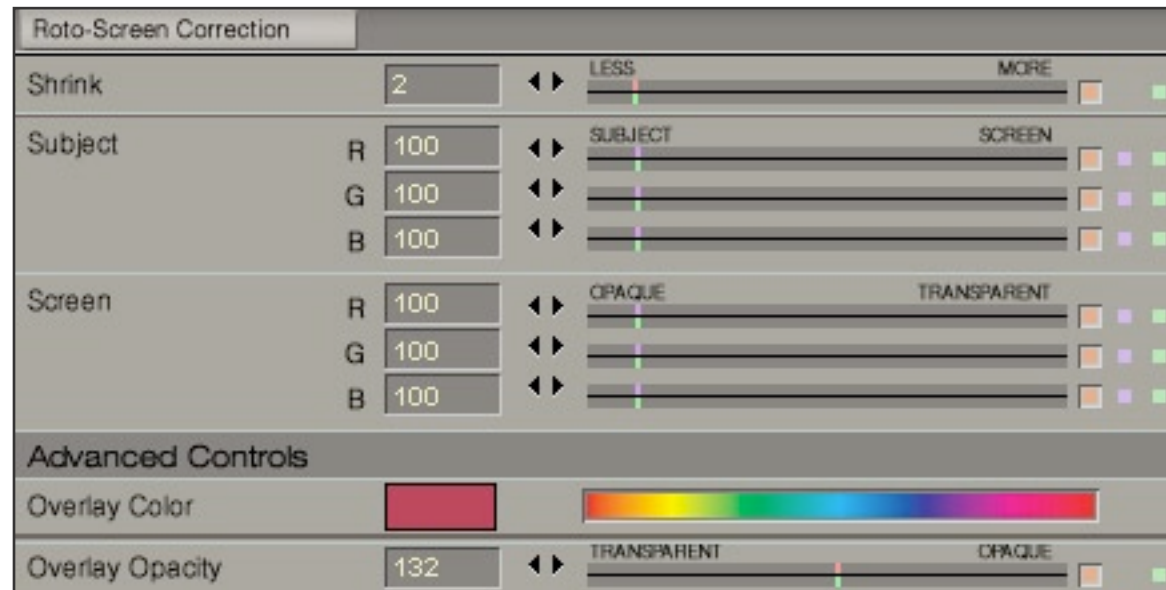 Roto-Screen Correction
Shrink 2 LESS MORE
Subject R 100 SUBJECT SCREEN
G 100
B 100
Screen R 100 OPAQUE TRANSPARENT
G 100
B 100
Advanced Controls
Overlay Color
Overlay Opacity 132 TRANSPARENT OPAQUE